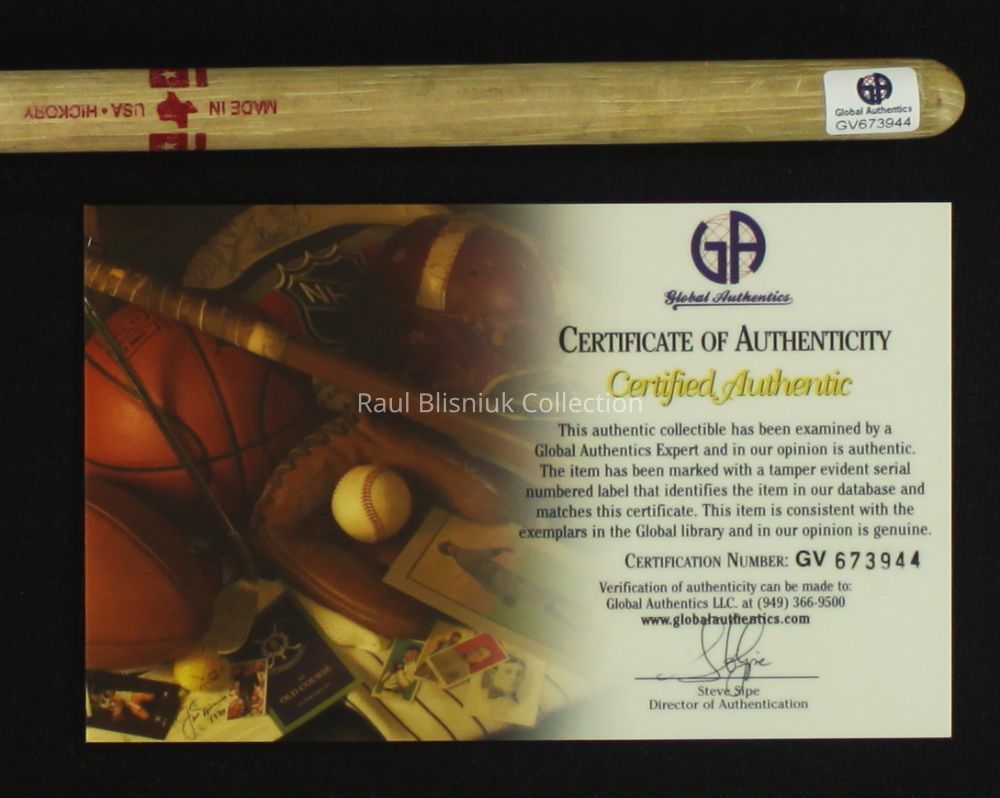 MADE IN USA • HICKORY
GA
Global Authentics
GV673944
GA
Global Authentics
CERTIFICATE OF AUTHENTICITY
Certified Authentic
Raul Blisniuk Collection
This authentic collectible has been examined by a
Global Authentics Expert and in our opinion is authentic.
The item has been marked with a tamper evident serial
numbered label that identifies the item in our database and
matches this certificate. This item is consistent with the
exemplars in the Global library and in our opinion is genuine.
CERTIFICATION NUMBER: GV 673944
Verification of authenticity can be made to:
Global Authentics LLC. at (949) 366-9500
www.globalauthentics.com
Steve Sipe
Director of Authentication
OLD COURSE